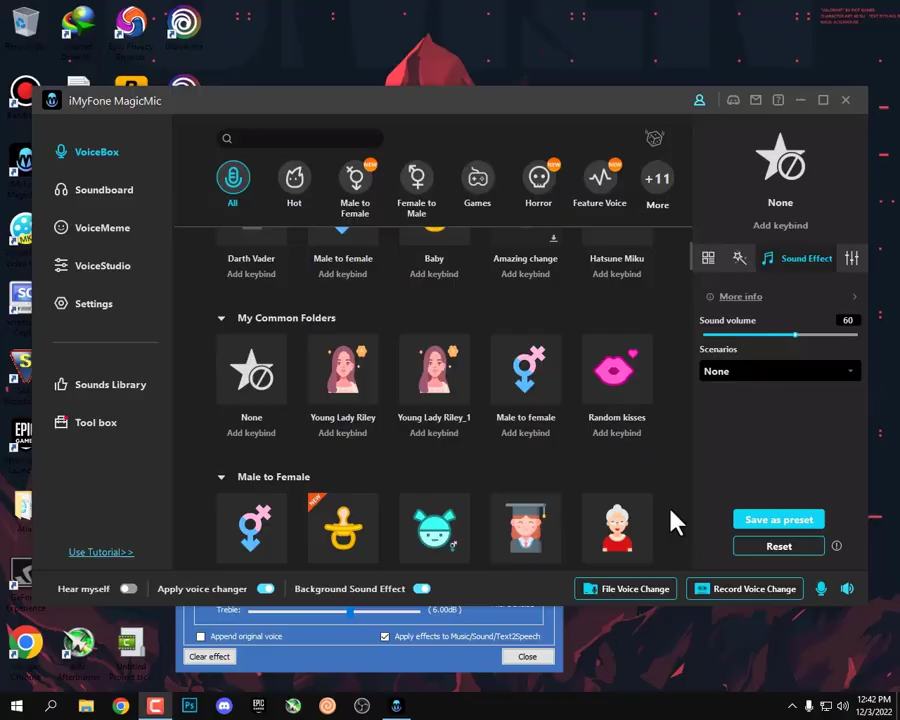 iMyFone MagicMic
VoiceBox
Soundboard
VoiceMeme
VoiceStudio
Settings
Sounds Library
Tool box
Use Tutorial>>
All
Hot
NEW
Male to
Female
Female to
Male
Games
NEW
Horror
NEW
Feature Voice
+11
More
Darth Vader
Add keybind
Male to female
Add keybind
Baby
Add keybind
Amazing change
Add keybind
Hatsune Miku
Add keybind
My Common Folders
None
Add keybind
Young Lady Riley
Add keybind
Young Lady Riley_1
Add keybind
Male to female
Add keybind
Random kisses
Add keybind
Male to Female
NEW
None
Add keybind
Sound Effect
More info
Sound volume
60
Scenarios
None
Save as preset
Reset
Hear myself
Apply voice changer
Background Sound Effect
File Voice Change
Record Voice Change
Treble:
( 6.00dB )
Append original voice
Apply effects to Music/Sound/Text2Speech
Clear effect
Close
Afterburner
Untitled
12:42 PM
12/3/2022